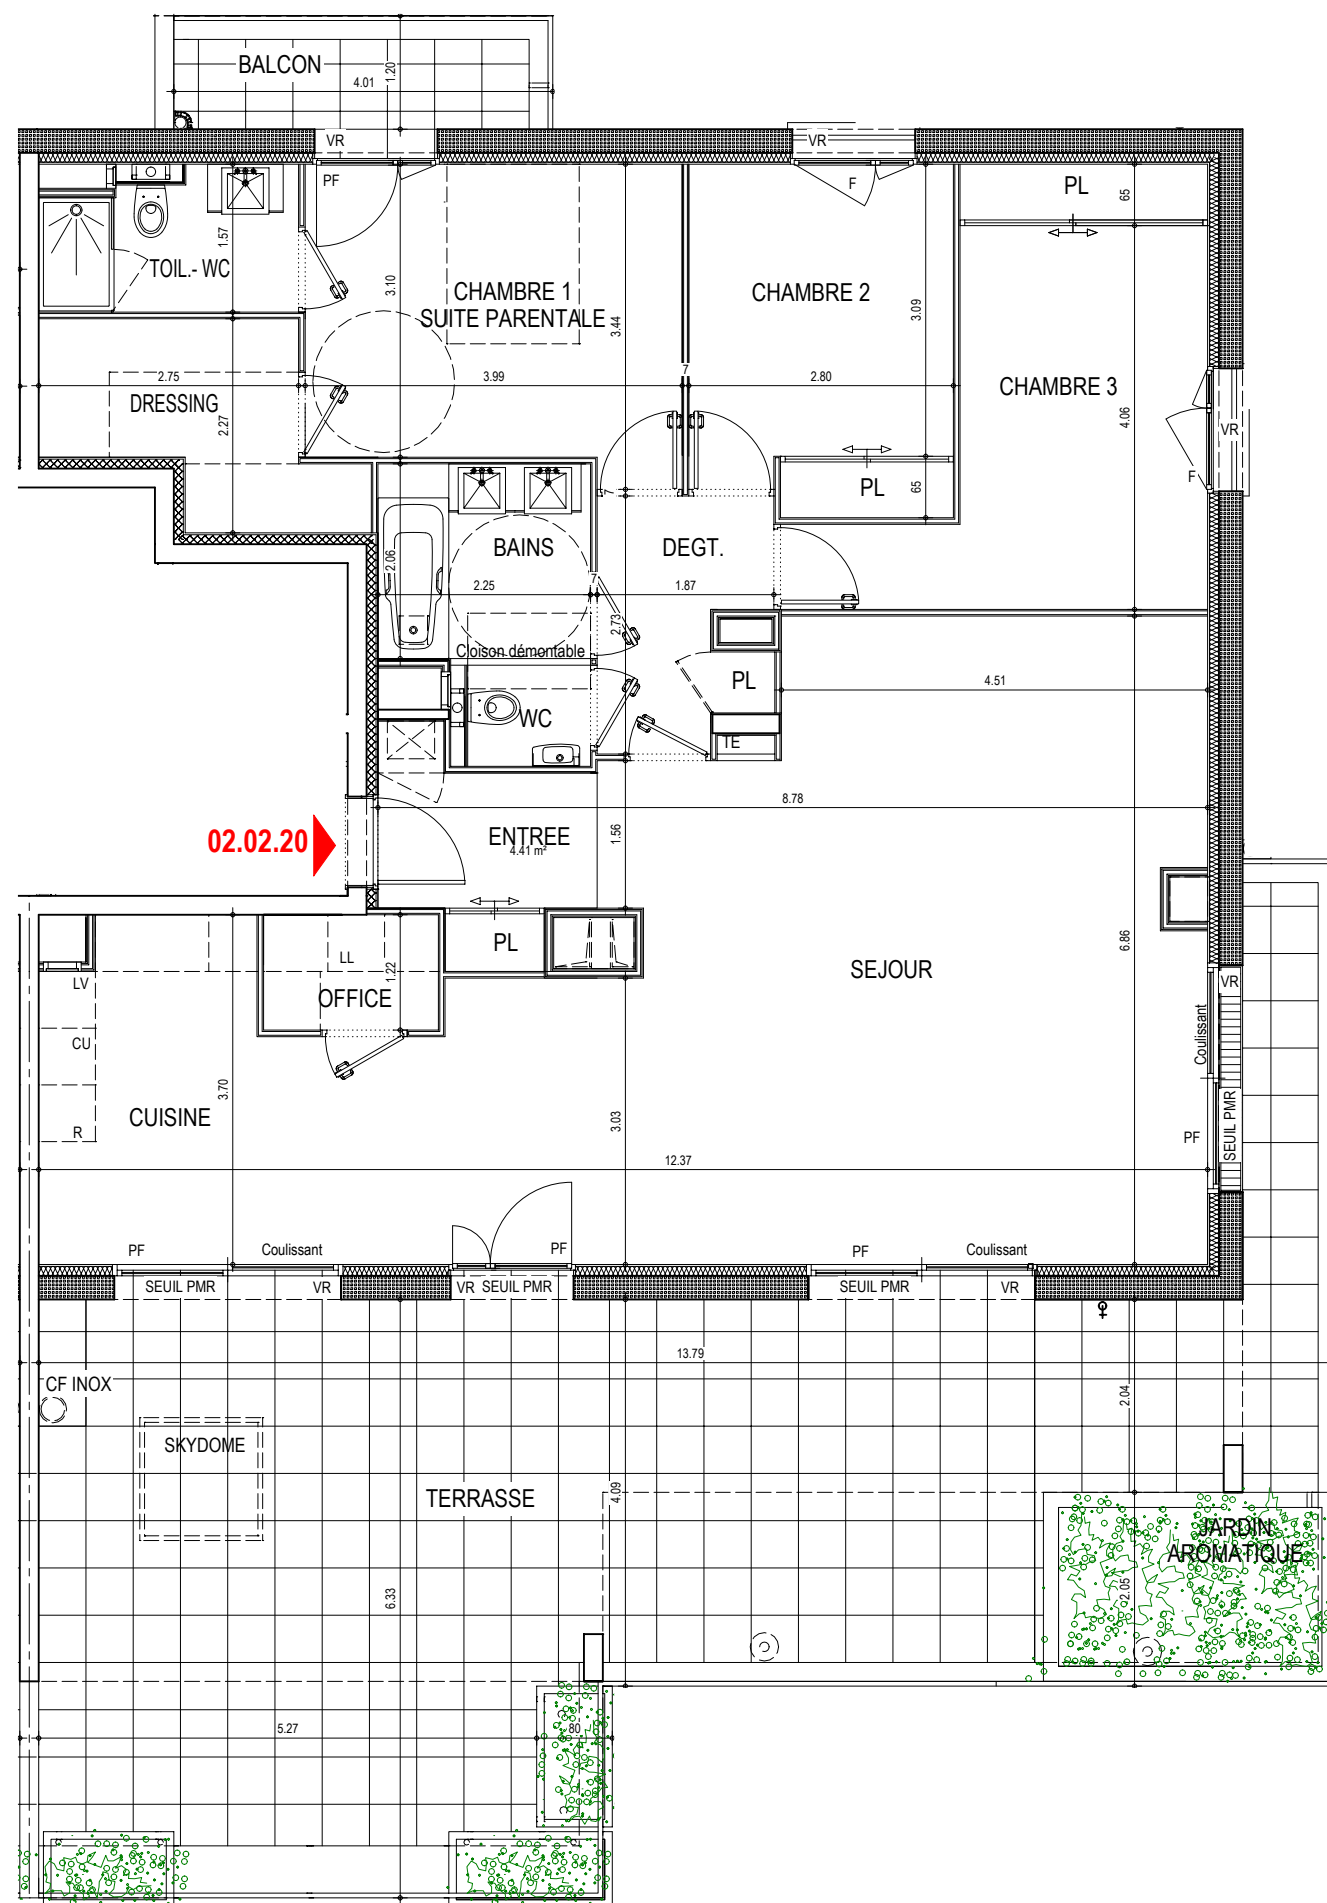 BALCON
4.01
1.20
VR
VR
PF
F
PL
65
TOIL.- WC
1.57
3.10
CHAMBRE 1
SUITE PARENTALE
3.44
CHAMBRE 2
3.09
CHAMBRE 3
4.06
2.75
DRESSING
2.27
3.99
7
2.80
VR
F
PL
65
7
BAINS
2.06
2.25
7
DEGT.
1.87
2.73
Cloison démontable
WC
PL
TE
4.51
8.78
02.02.20
ENTREE
4.41 m²
1.56
PL
LL
1.22
OFFICE
LV
CU
R
CUISINE
3.70
3.03
SEJOUR
6.86
VR
Coulissant
SEUIL PMR
PF
12.37
PF
Coulissant
PF
PF
Coulissant
SEUIL PMR
VR
VR
SEUIL PMR
SEUIL PMR
VR
13.79
CF INOX
SKYDOME
TERRASSE
4.09
2.04
JARDIN
AROMATIQUE
2.05
6.33
5.27
80